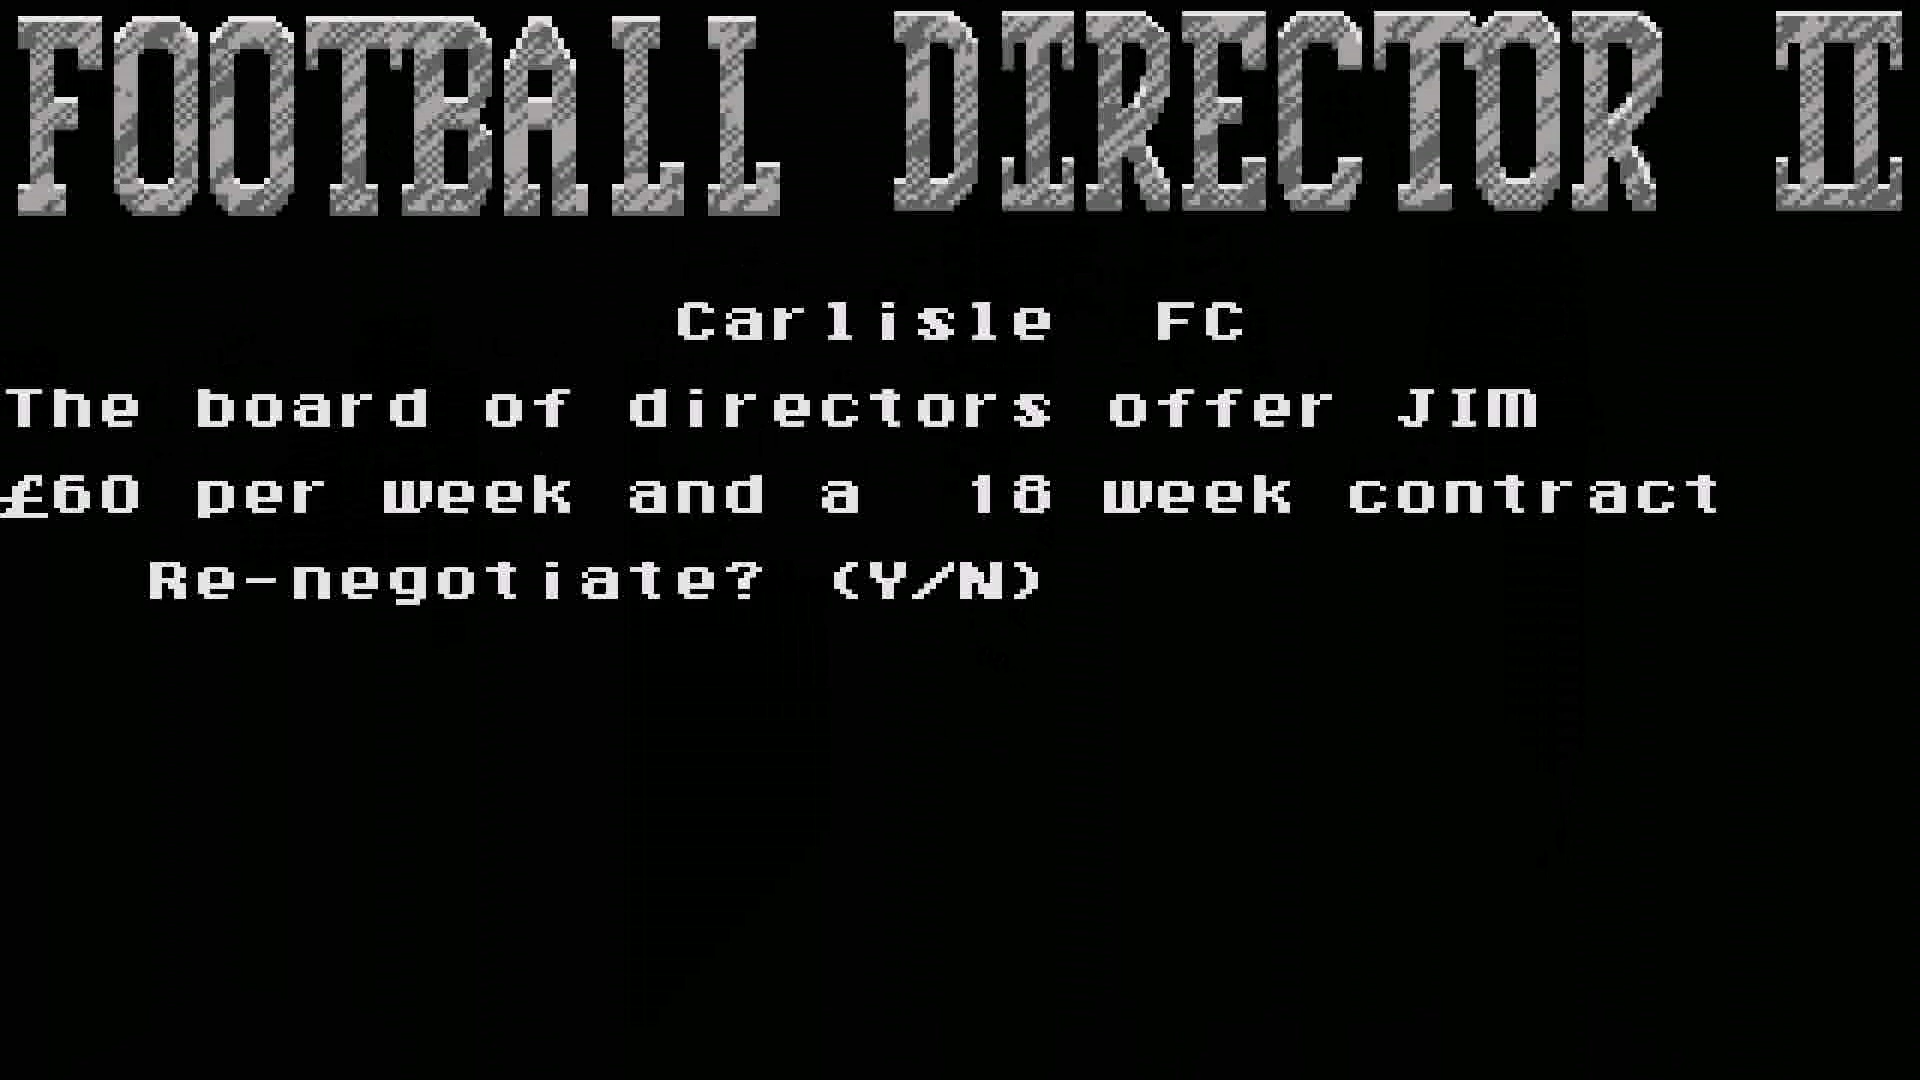 FOOTBALL DIRECTOR II
Carlisle FC
The board of directors offer JIM
£60 per week and a 18 week contract
Re-negotiate? (Y/N)